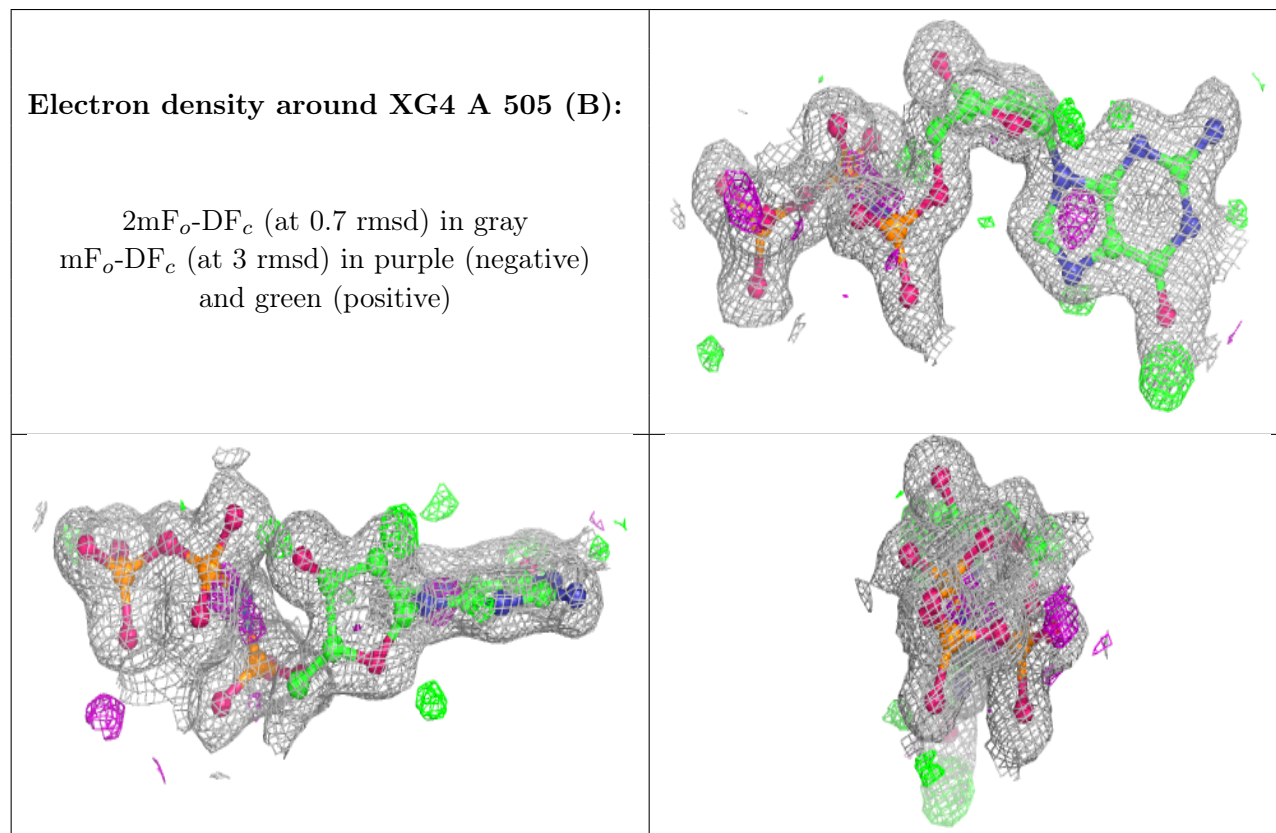 Electron density around XG4 A 505 (B):
2mFₒ-DF𝒸 (at 0.7 rmsd) in gray
mFₒ-DF𝒸 (at 3 rmsd) in purple (negative)
and green (positive)